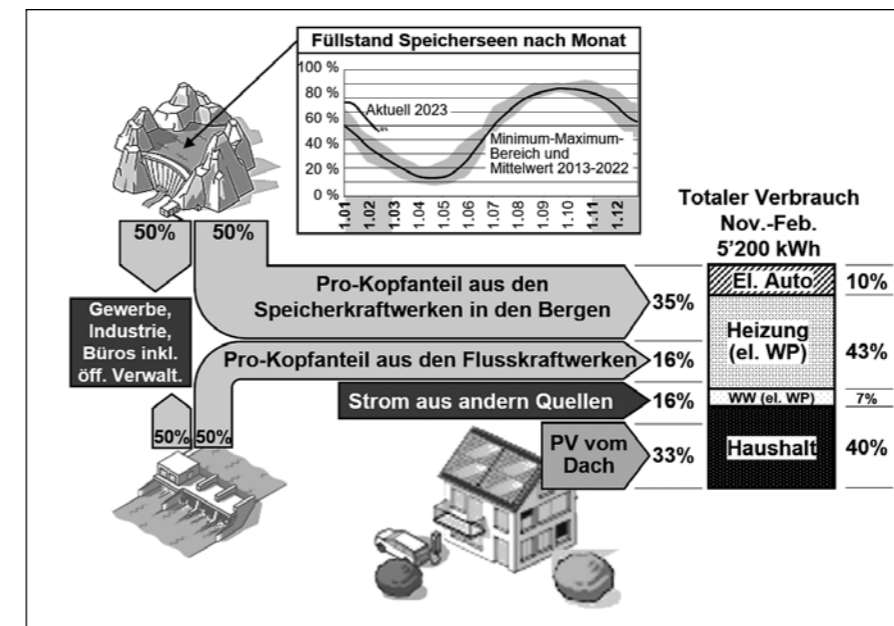 Füllstand Speicherseen nach Monat
100 %
80 %
60 %
40 %
20 %
0 %
Aktuell 2023
Minimum-Maximum-
Bereich und
Mittelwert 2013-2022
1.01
1.02
1.03
1.04
1.05
1.06
1.07
1.08
1.09
1.10
1.11
1.12
Totaler Verbrauch
Nov.-Feb.
5'200 kWh
50%
50%
Pro-Kopfanteil aus den
Speicherkraftwerken in den Bergen
35%
El. Auto
10%
Gewerbe,
Industrie,
Büros inkl.
öff. Verwalt.
Heizung
(el. WP)
43%
Pro-Kopfanteil aus den Flusskraftwerken
16%
Strom aus andern Quellen
16%
WW (el. WP)
7%
50%
50%
PV vom
Dach
33%
Haushalt
40%